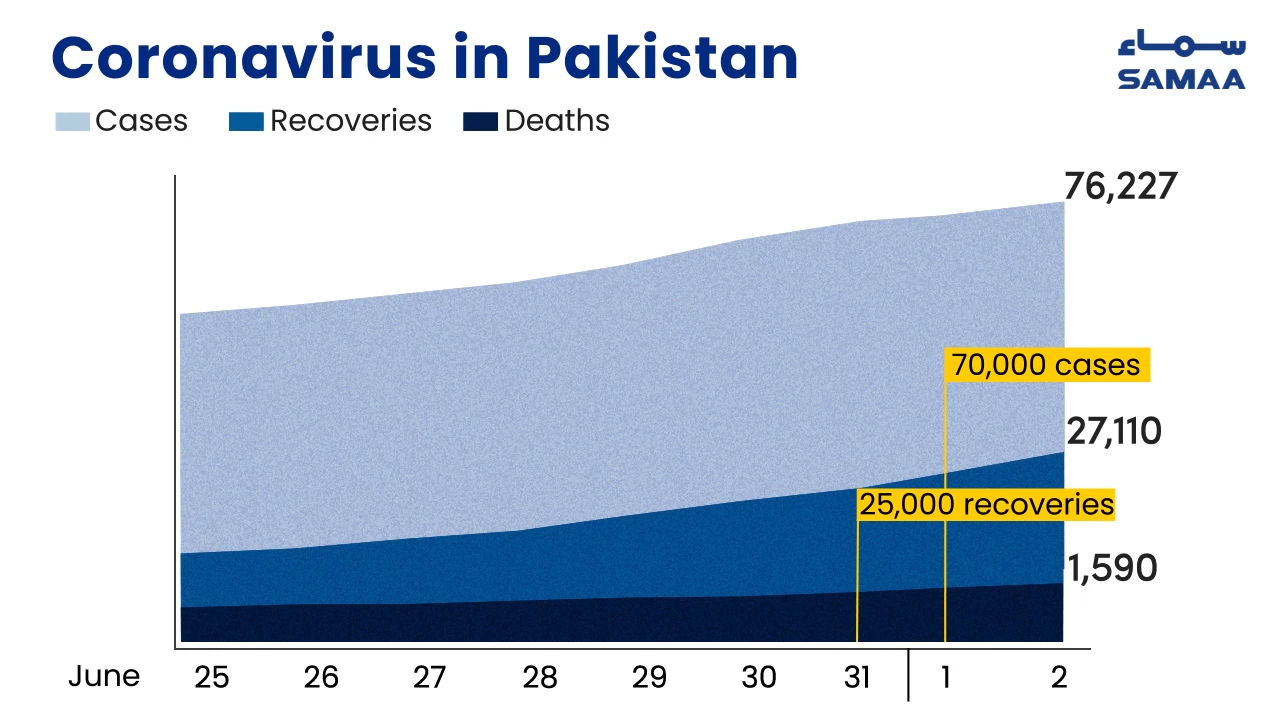 Coronavirus in Pakistan
سماء
SAMAA
Cases Recoveries Deaths
76,227
70,000 cases
27,110
25,000 recoveries
1,590
June 25 26 27 28 29 30 31 1 2